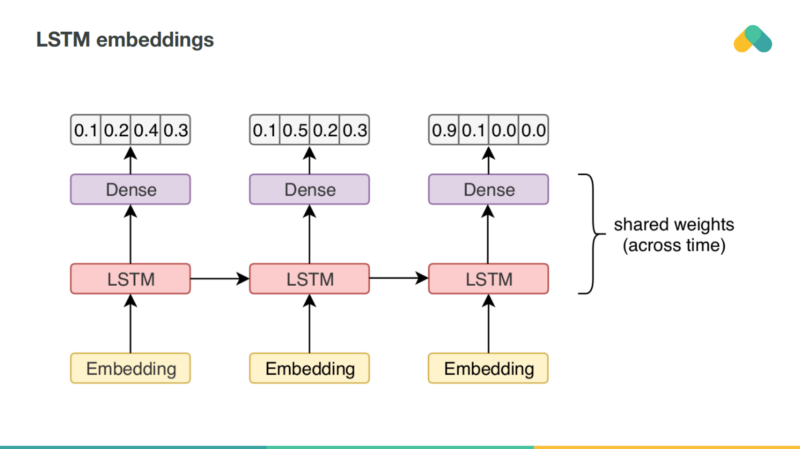 LSTM embeddings
0.1 0.2 0.4 0.3
0.1 0.5 0.2 0.3
0.9 0.1 0.0 0.0
Dense
Dense
Dense
shared weights
(across time)
LSTM
LSTM
LSTM
Embedding
Embedding
Embedding